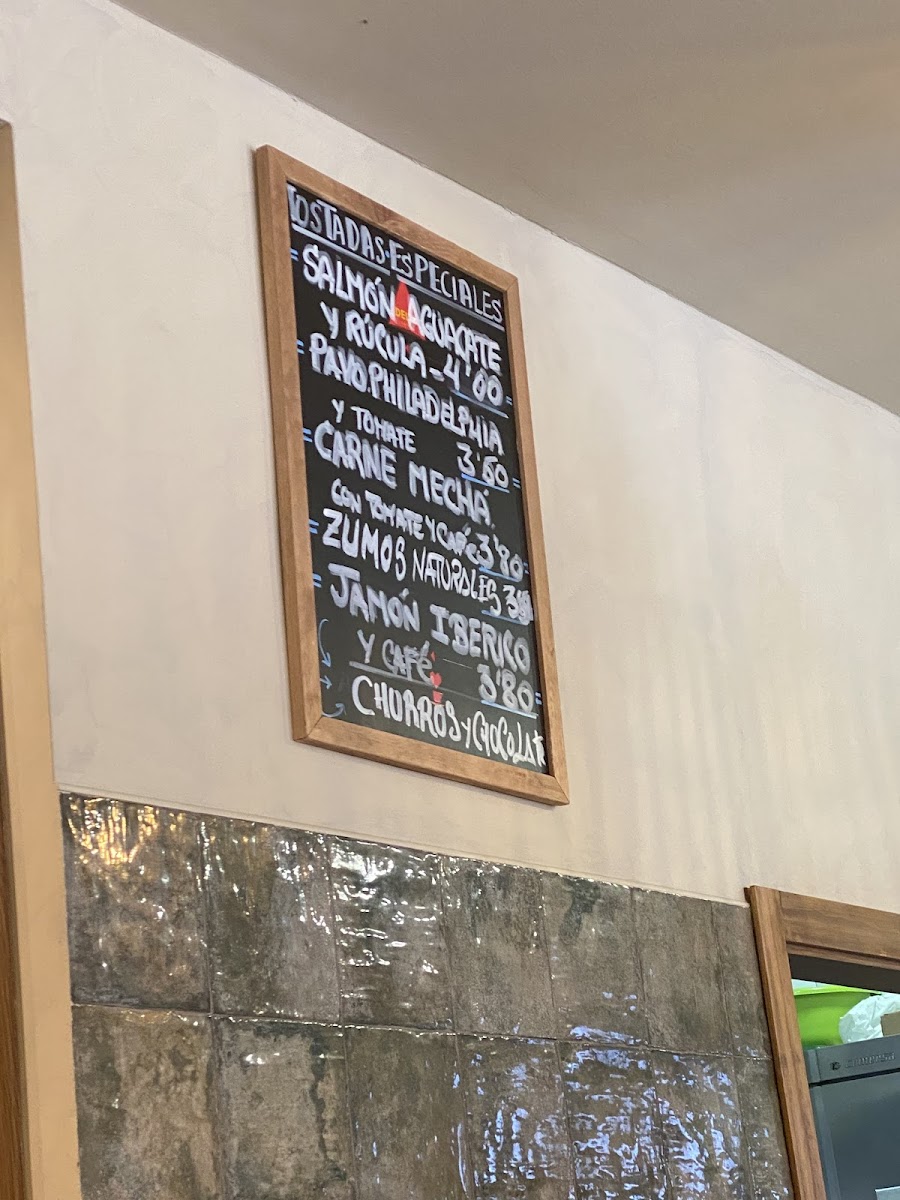 TOSTADAS·ESPECIALES
SALMÓN AGUACATE
Y RÚCULA - 4'00
PAVO.PHILADELPHIA
Y TOMATE 3'60
CARNE MECHÁ.
CON TOMATE Y CAFÉ 3'80
ZUMOS NATURALES
JAMÓN IBERICO
Y CAFÉ 3'80
CHURROS Y CHOCOLATE